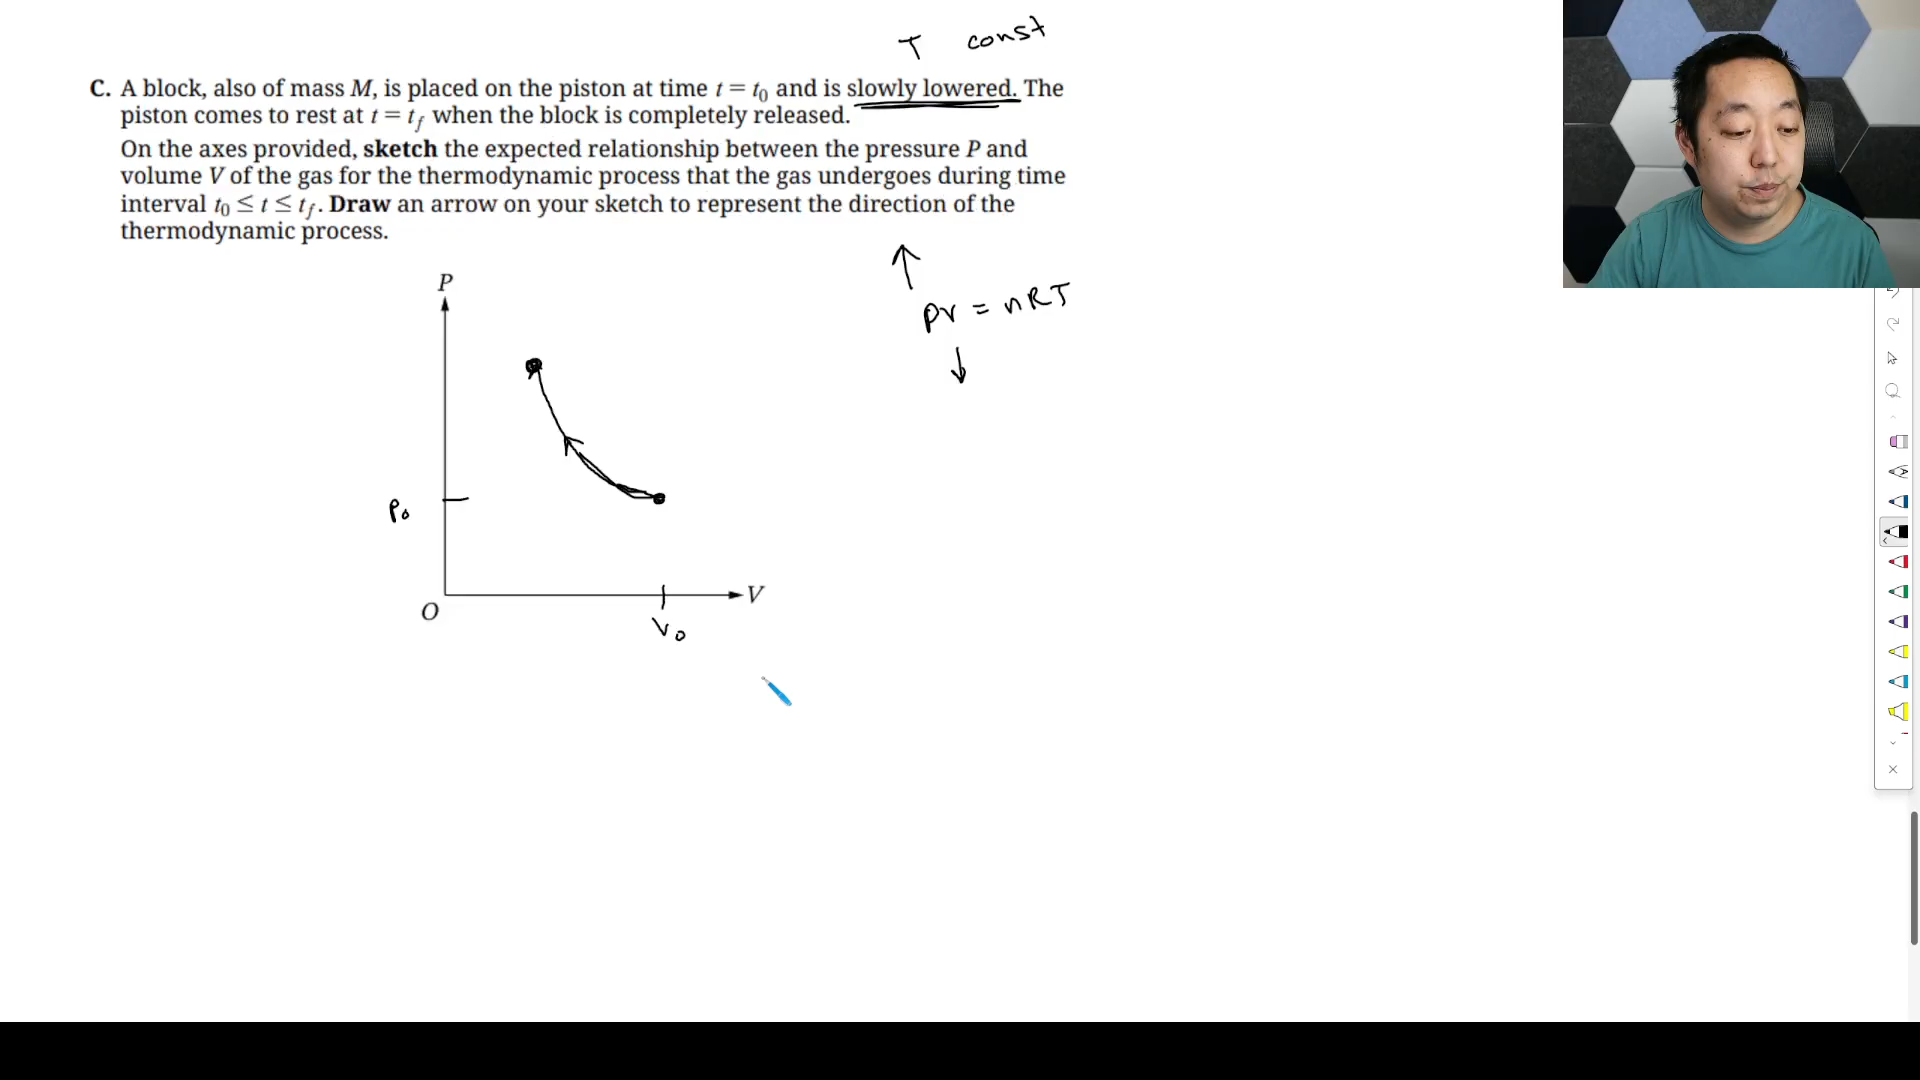 T const
C. A block, also of mass M, is placed on the piston at time t = t₀ and is slowly lowered. The
piston comes to rest at t = t_f when the block is completely released.
On the axes provided, sketch the expected relationship between the pressure P and
volume V of the gas for the thermodynamic process that the gas undergoes during time
interval t₀ ≤ t ≤ t_f. Draw an arrow on your sketch to represent the direction of the
thermodynamic process.
P
PV = nRT
P₀
V
O
V₀